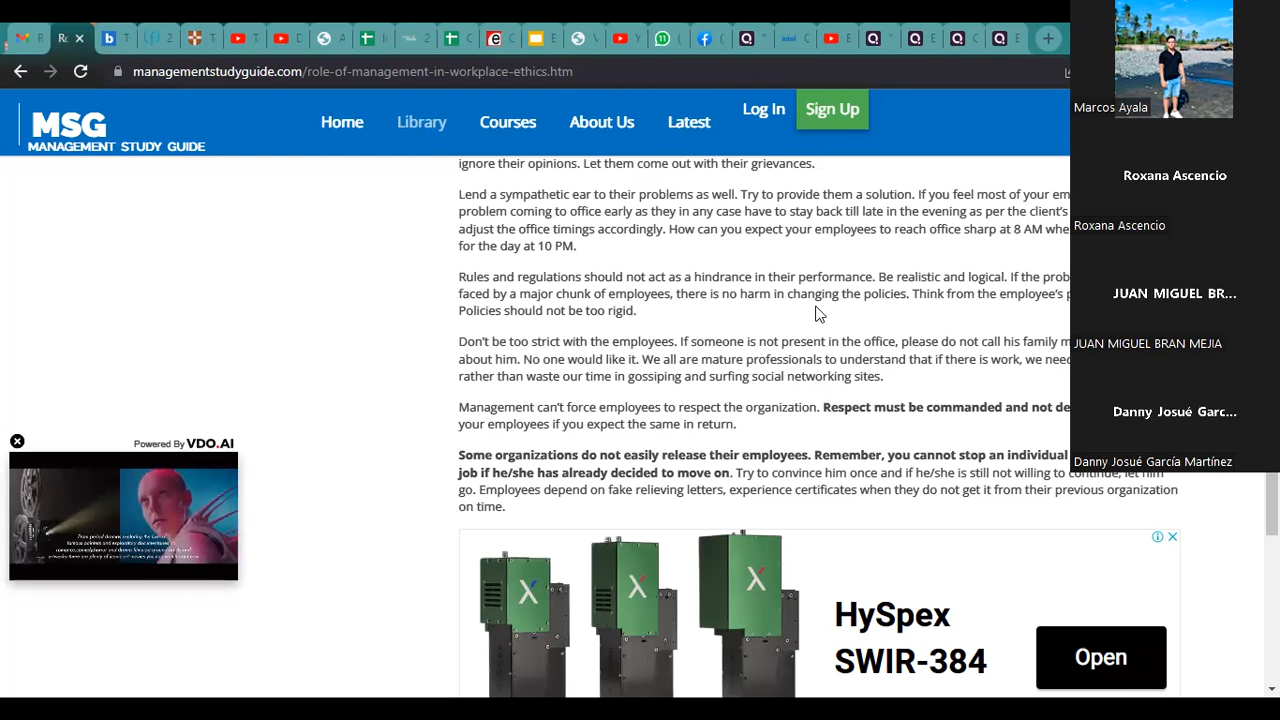 managementstudyguide.com/role-of-management-in-workplace-ethics.htm
MSG
MANAGEMENT STUDY GUIDE
Home
Library
Courses
About Us
Latest
Log In
Sign Up
ignore their opinions. Let them come out with their grievances.
Lend a sympathetic ear to their problems as well. Try to provide them a solution. If you feel most of your em
problem coming to office early as they in any case have to stay back till late in the evening as per the client's
adjust the office timings accordingly. How can you expect your employees to reach office sharp at 8 AM whe
for the day at 10 PM.
Rules and regulations should not act as a hindrance in their performance. Be realistic and logical. If the prob
faced by a major chunk of employees, there is no harm in changing the policies. Think from the employee's p
Policies should not be too rigid.
Don't be too strict with the employees. If someone is not present in the office, please do not call his family m
about him. No one would like it. We all are mature professionals to understand that if there is work, we nee
rather than waste our time in gossiping and surfing social networking sites.
Management can't force employees to respect the organization. Respect must be commanded and not de
your employees if you expect the same in return.
Some organizations do not easily release their employees. Remember, you cannot stop an individual
job if he/she has already decided to move on. Try to convince him once and if he/she is still not willing to continue, let him
go. Employees depend on fake relieving letters, experience certificates when they do not get it from their previous organization
on time.
Powered By VDO.AI
HySpex
SWIR-384
Open
Marcos Ayala
Roxana Ascencio
Roxana Ascencio
JUAN MIGUEL BR...
JUAN MIGUEL BRAN MEJIA
Danny Josué Garc...
Danny Josué García Martínez